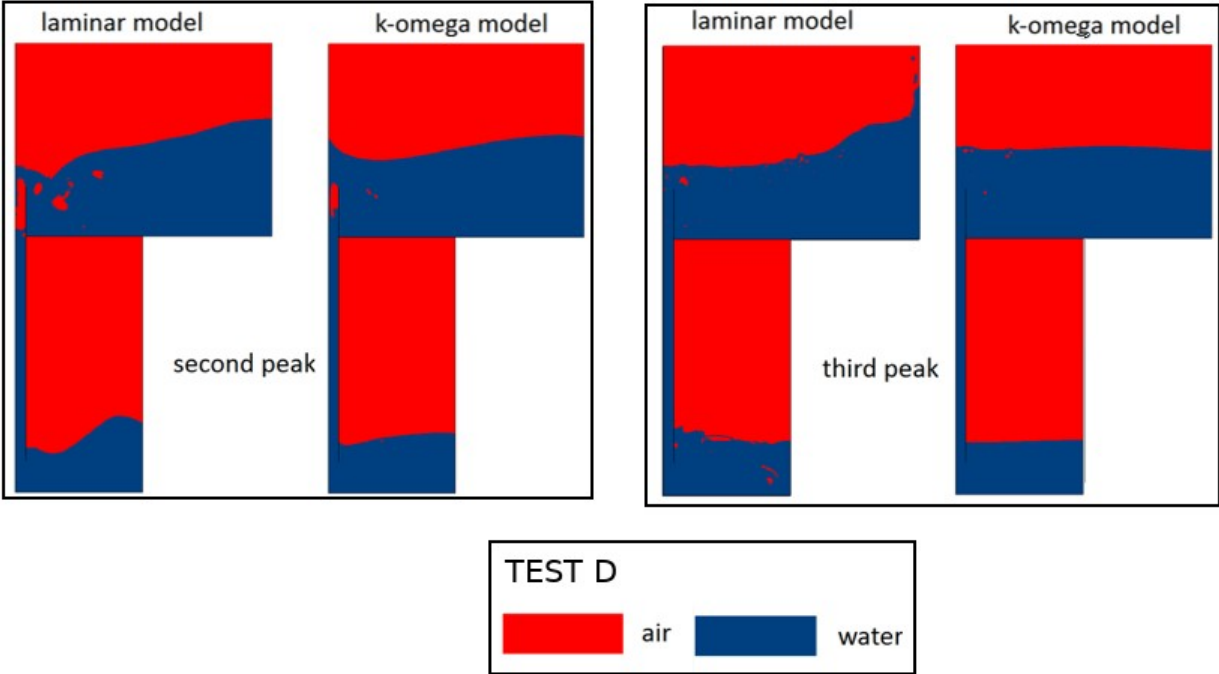 laminar model
k-omega model
second peak
laminar model
k-omega model
third peak
TEST D
air
water